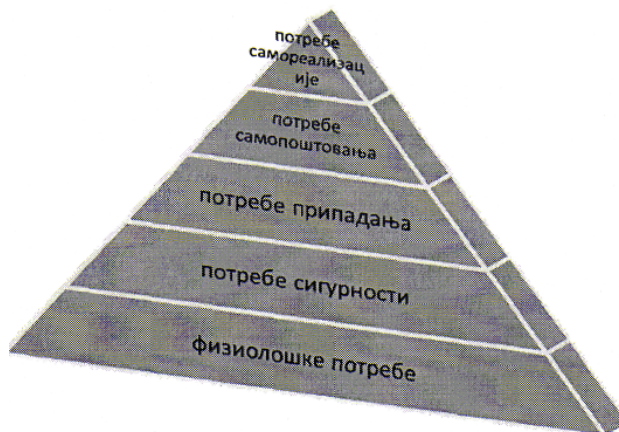 потребе
самореализац
ије
потребе
самопоштовања
потребе припадања
потребе сигурности
физиолошке потребе